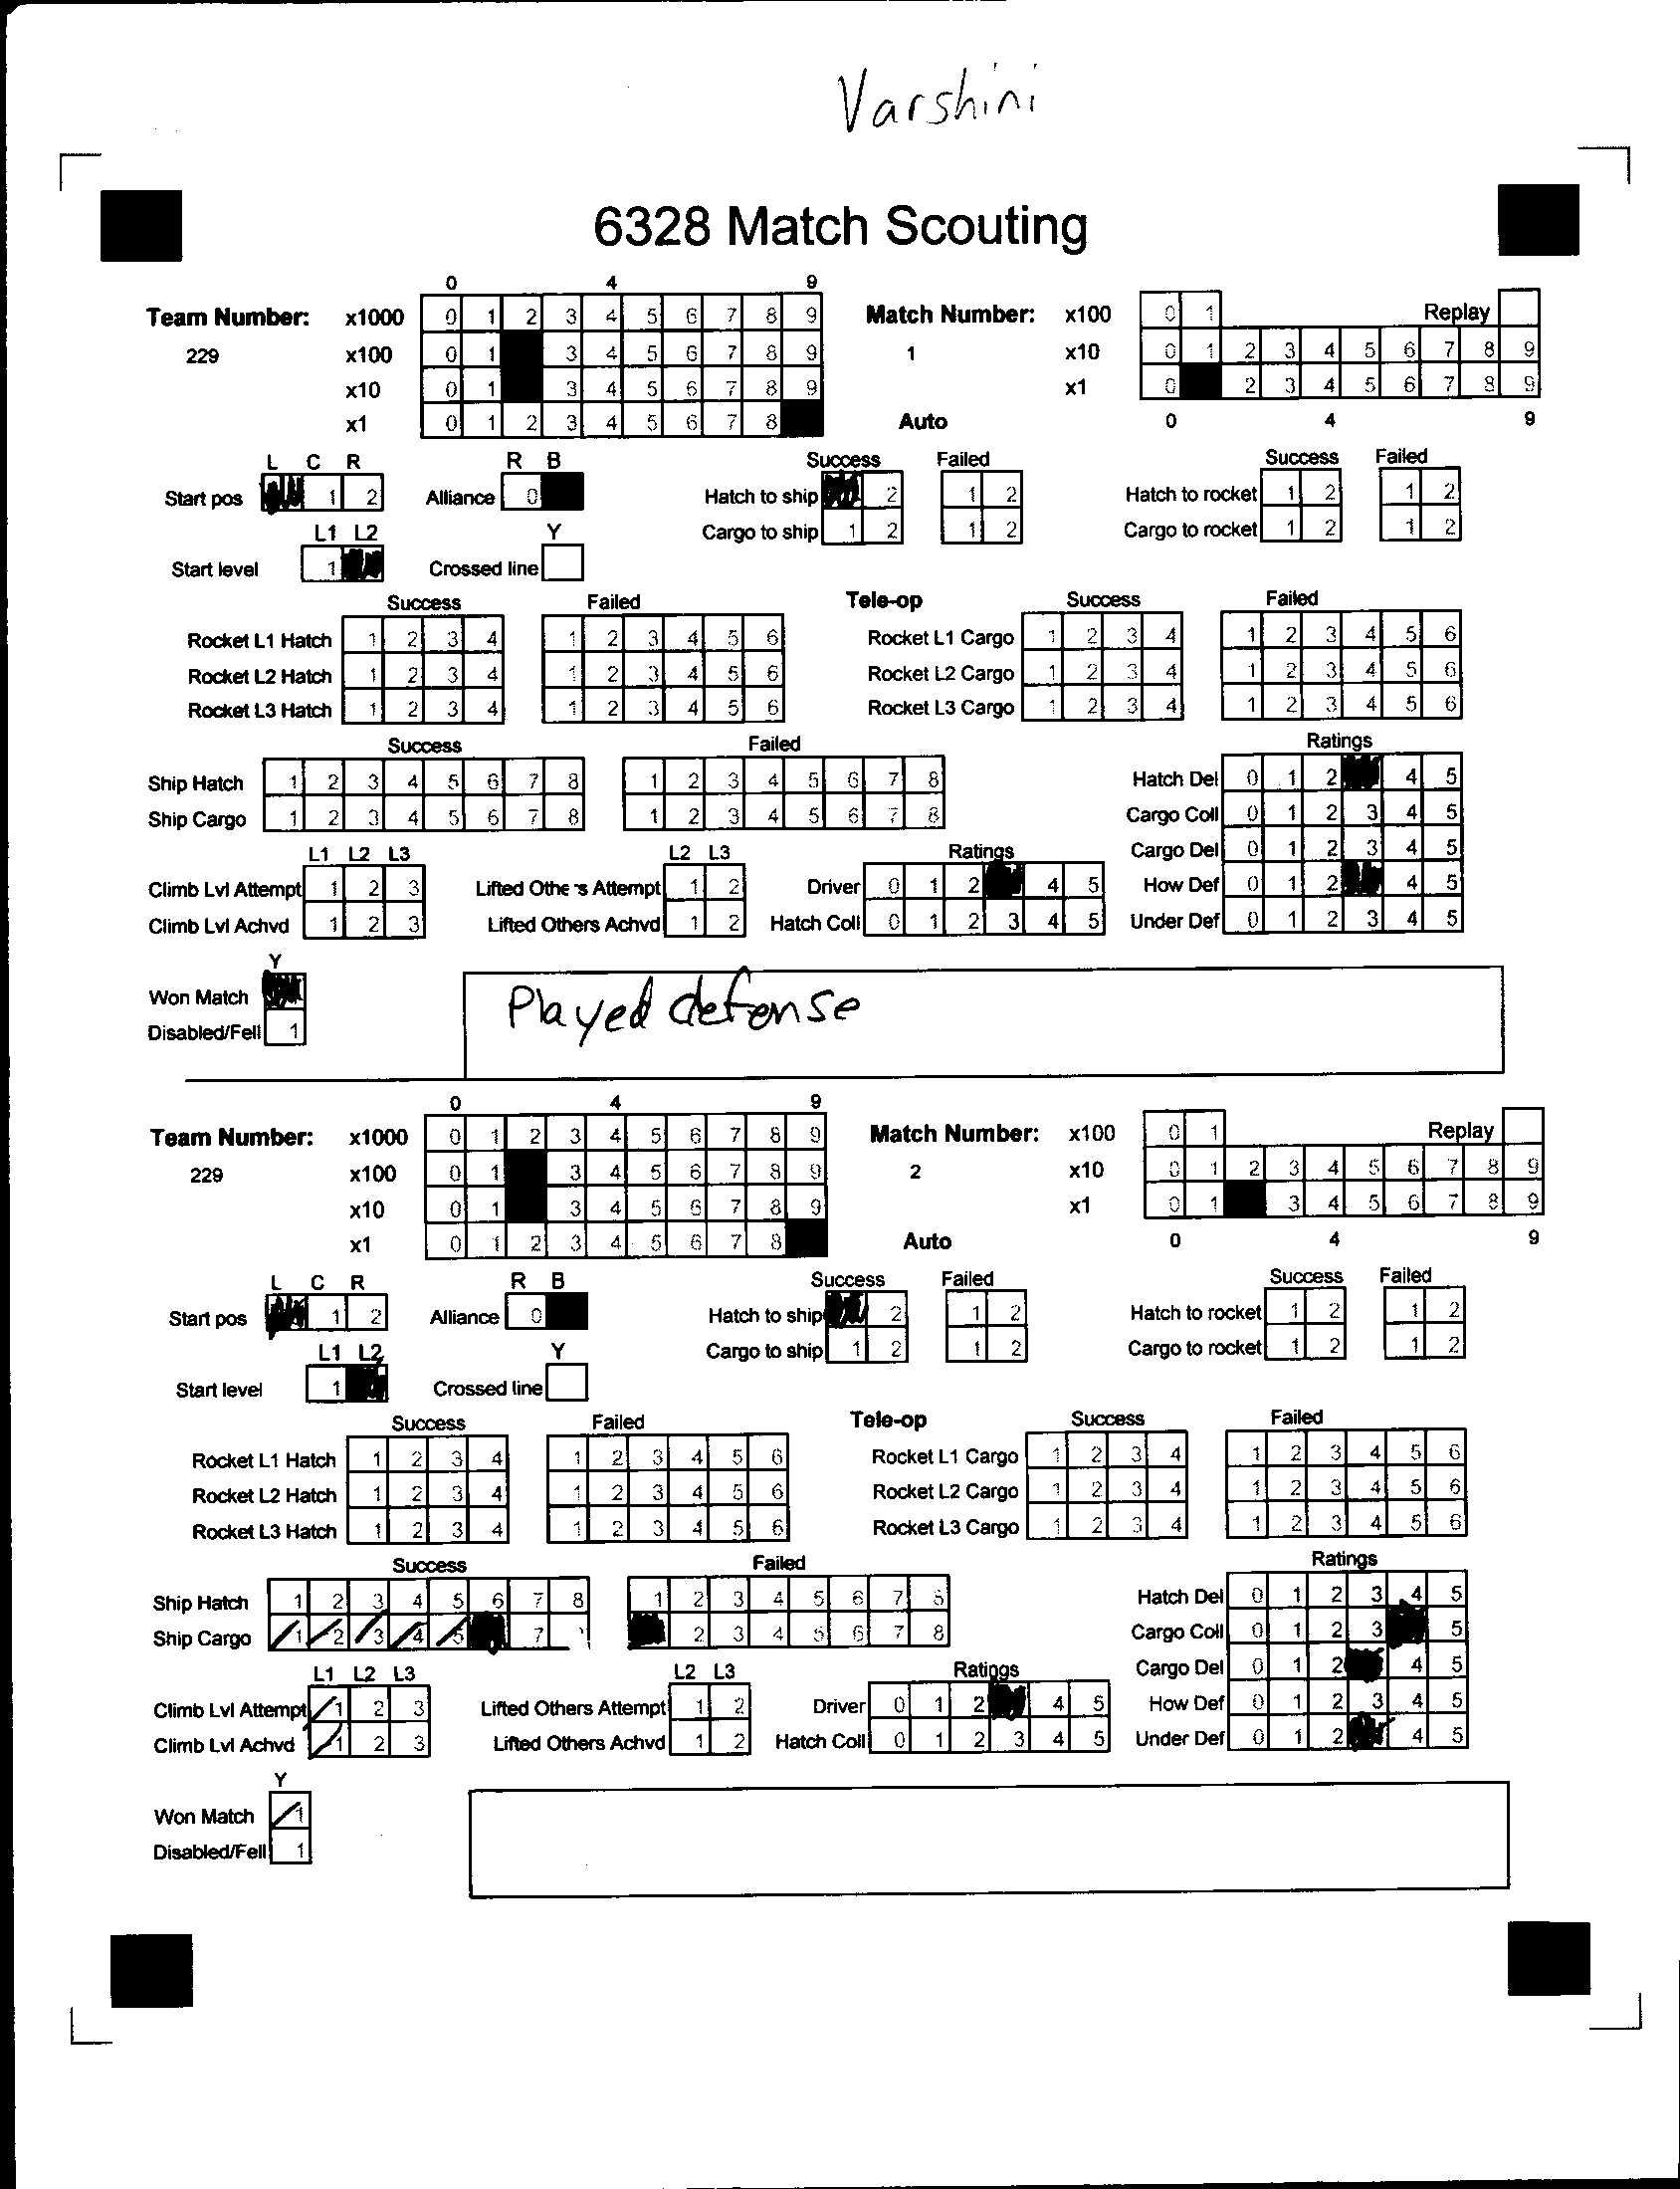 Varshini
6328 Match Scouting
0 4 9
Team Number: x1000 0 1 2 3 4 5 6 7 8 9 Match Number: x100 0 1 Replay
229 x100 0 1 3 4 5 6 7 8 9 1 x10 0 1 2 3 4 5 6 7 8 9
x10 0 1 3 4 5 6 7 8 9 x1 0 2 3 4 5 6 7 8 9
x1 0 1 2 3 4 5 6 7 8 Auto 0 4 9
L C R R B Success Failed Success Failed
Start pos 1 2 Alliance 0 Hatch to ship 2 1 2 Hatch to rocket 1 2 1 2
L1 L2 Y Cargo to ship 1 2 1 2 Cargo to rocket 1 2 1 2
Start level 1 Crossed line
Success Failed Tele-op Success Failed
Rocket L1 Hatch 1 2 3 4 1 2 3 4 5 6 Rocket L1 Cargo 1 2 3 4 1 2 3 4 5 6
Rocket L2 Hatch 1 2 3 4 1 2 3 4 5 6 Rocket L2 Cargo 1 2 3 4 1 2 3 4 5 6
Rocket L3 Hatch 1 2 3 4 1 2 3 4 5 6 Rocket L3 Cargo 1 2 3 4 1 2 3 4 5 6
Success Failed Ratings
Ship Hatch 1 2 3 4 5 6 7 8 1 2 3 4 5 6 7 8 Hatch Del 0 1 2 4 5
Ship Cargo 1 2 3 4 5 6 7 8 1 2 3 4 5 6 7 8 Cargo Coll 0 1 2 3 4 5
L1 L2 L3 L2 L3 Ratings Cargo Del 0 1 2 3 4 5
Climb Lvl Attempt 1 2 3 Lifted Others Attempt 1 2 Driver 0 1 2 4 5 How Def 0 1 2 4 5
Climb Lvl Achvd 1 2 3 Lifted Others Achvd 1 2 Hatch Coll 0 1 2 3 4 5 Under Def 0 1 2 3 4 5
Y
Won Match Played defense
Disabled/Fell 1
0 4 9
Team Number: x1000 0 1 2 3 4 5 6 7 8 9 Match Number: x100 0 1 Replay
229 x100 0 1 3 4 5 6 7 8 9 2 x10 0 1 2 3 4 5 6 7 8 9
x10 0 1 3 4 5 6 7 8 9 x1 0 1 3 4 5 6 7 8 9
x1 0 1 2 3 4 5 6 7 8 Auto 0 4 9
L C R R B Success Failed Success Failed
Start pos 1 2 Alliance 0 Hatch to ship 2 1 2 Hatch to rocket 1 2 1 2
L1 L2 Y Cargo to ship 1 2 1 2 Cargo to rocket 1 2 1 2
Start level 1 Crossed line
Success Failed Tele-op Success Failed
Rocket L1 Hatch 1 2 3 4 1 2 3 4 5 6 Rocket L1 Cargo 1 2 3 4 1 2 3 4 5 6
Rocket L2 Hatch 1 2 3 4 1 2 3 4 5 6 Rocket L2 Cargo 1 2 3 4 1 2 3 4 5 6
Rocket L3 Hatch 1 2 3 4 1 2 3 4 5 6 Rocket L3 Cargo 1 2 3 4 1 2 3 4 5 6
Success Failed Ratings
Ship Hatch 1 2 3 4 5 6 7 8 1 2 3 4 5 6 7 8 Hatch Del 0 1 2 3 4 5
Ship Cargo 1 2 3 4 5 7 2 3 4 5 6 7 8 Cargo Coll 0 1 2 3 5
L1 L2 L3 L2 L3 Ratings Cargo Del 0 1 2 4 5
Climb Lvl Attempt 1 2 3 Lifted Others Attempt 1 2 Driver 0 1 2 4 5 How Def 0 1 2 3 4 5
Climb Lvl Achvd 1 2 3 Lifted Others Achvd 1 2 Hatch Coll 0 1 2 3 4 5 Under Def 0 1 2 4 5
Y
Won Match 1
Disabled/Fell 1